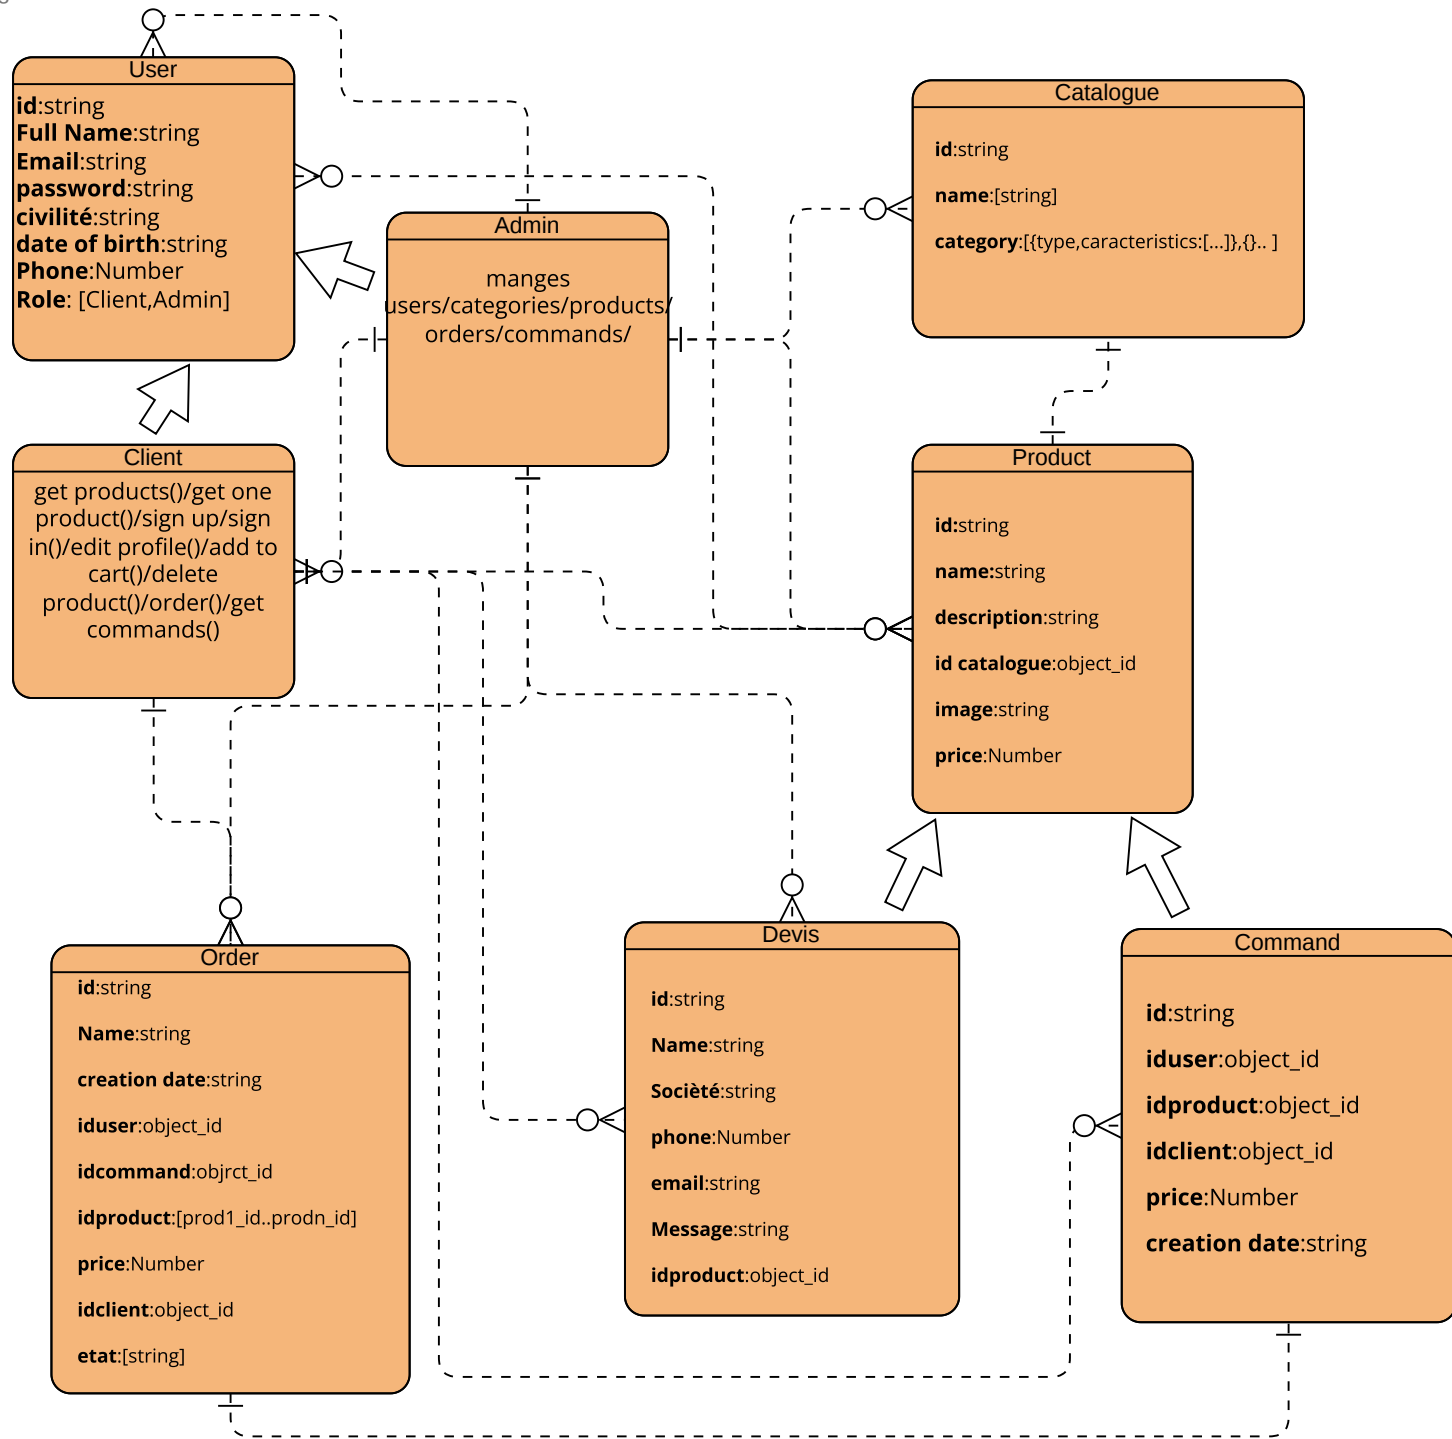 User
id:string
Full Name:string
Email:string
password:string
civilité:string
date of birth:string
Phone:Number
Role: [Client,Admin]
Admin
manges
users/categories/products/
orders/commands/
Catalogue
id:string
name:[string]
category:[{type,caracteristics:[...]},{}.. ]
Client
get products()/get one
product()/sign up/sign
in()/edit profile()/add to
cart()/delete
product()/order()/get
commands()
Product
id:string
name:string
description:string
id catalogue:object_id
image:string
price:Number
Order
id:string
Name:string
creation date:string
iduser:object_id
idcommand:objrct_id
idproduct:[prod1_id..prodn_id]
price:Number
idclient:object_id
etat:[string]
Devis
id:string
Name:string
Socièté:string
phone:Number
email:string
Message:string
idproduct:object_id
Command
id:string
iduser:object_id
idproduct:object_id
idclient:object_id
price:Number
creation date:string